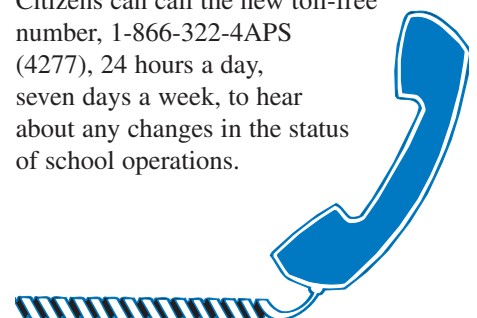 Citizens can call the new toll-free
number, 1-866-322-4APS
(4277), 24 hours a day,
seven days a week, to hear
about any changes in the status
of school operations.